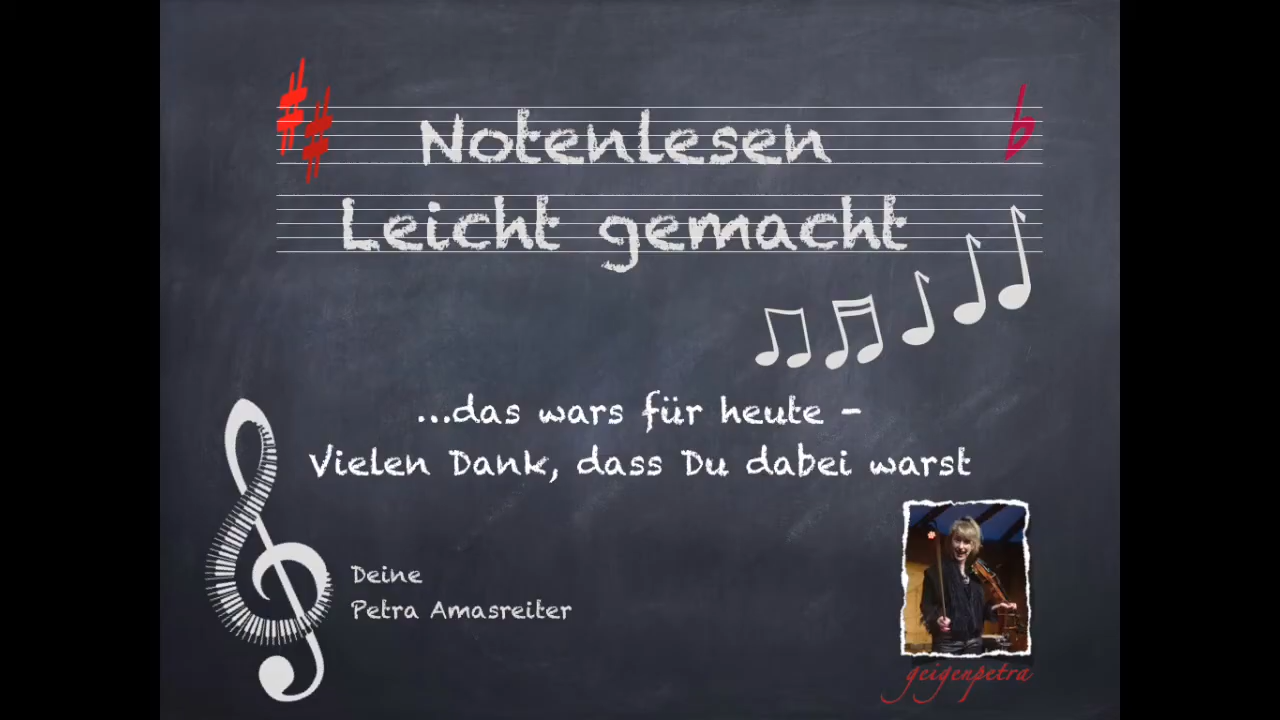 Notenlesen
Leicht gemacht
...das wars für heute -
Vielen Dank, dass Du dabei warst
Deine
Petra Amasreiter
geigenpetra